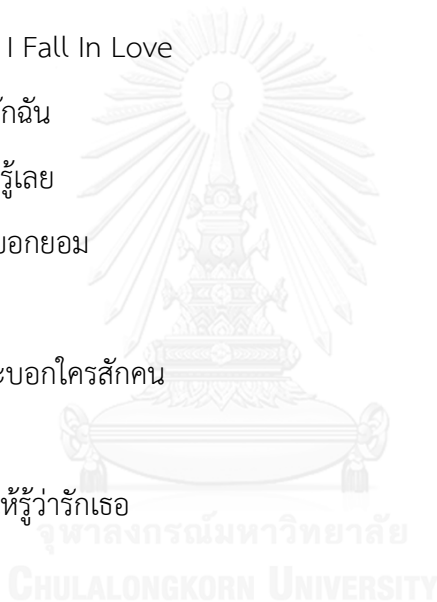 I Fall In Love
กฉัน
รู้เลย
บอกยอม
ะบอกใครสักคน
ห้รู้ว่ารักเธอ
จุฬาลงกรณ์มหาวิทยาลัย
CHULALONGKORN UNIVERSITY